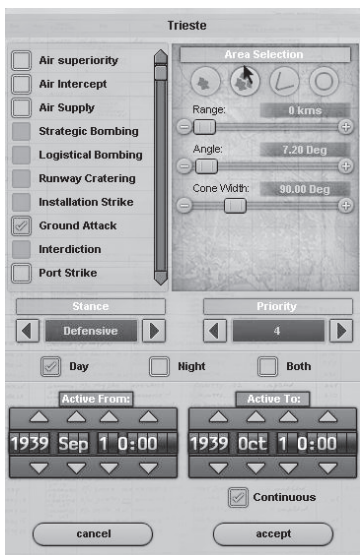 Trieste
Air superiority
Air Intercept
Air Supply
Strategic Bombing
Logistical Bombing
Runway Cratering
Installation Strike
Ground Attack
Interdiction
Port Strike
Area Selection
Range: 0 kms
Angle: 7.20 Deg
Cone Width: 90.00 Deg
Stance
Defensive
Priority
4
Day Night Both
Active From:
1939 Sep 1 0:00
Active To:
1939 Oct 1 0:00
Continuous
cancel accept